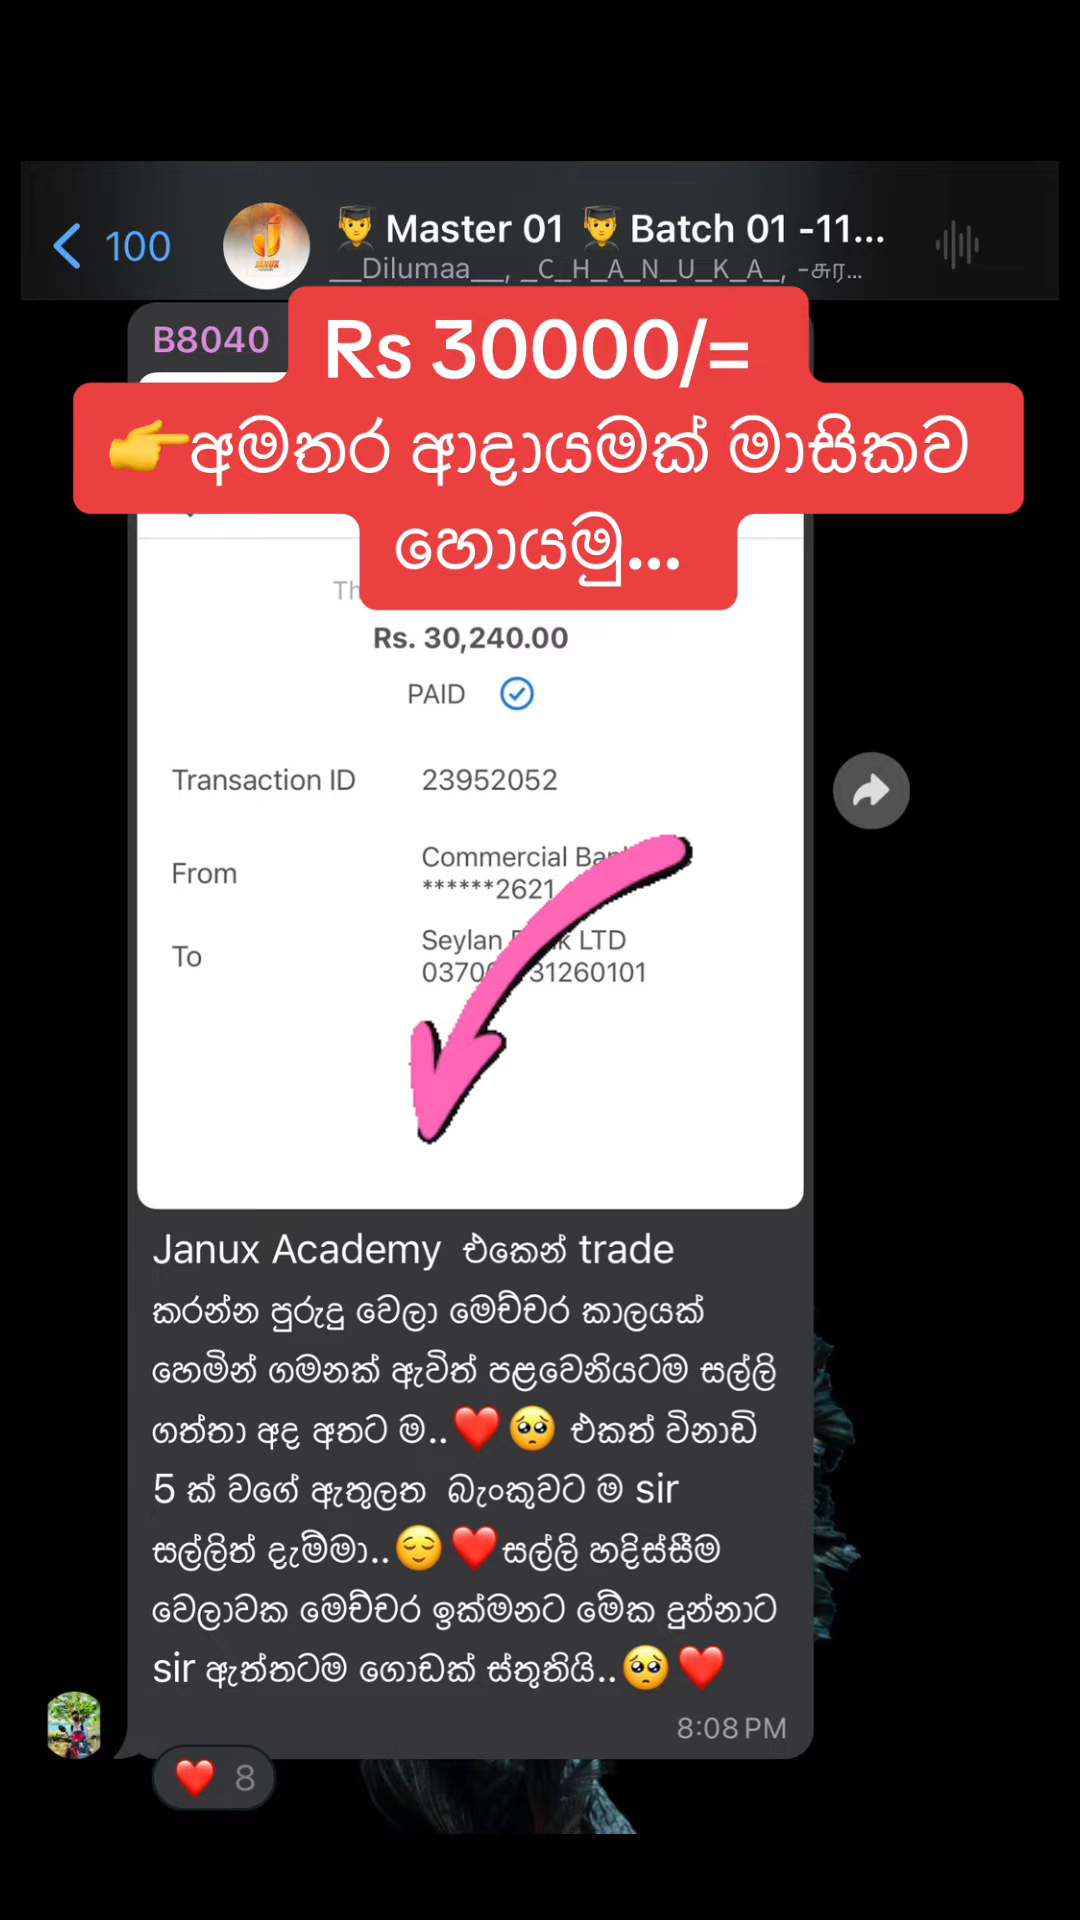 100
Master 01 Batch 01 -11...
__Dilumaa__, _C_H_A_N_U_K_A_, -சுர...
B8040
Rs 30000/=
👉අමතර ආදායමක් මාසිකව
හොයමු...
Rs. 30,240.00
PAID
Transaction ID 23952052
From Commercial
******2621
To Seylan LTD
31260101
Janux Academy එකෙන් trade
කරන්න පුරුදු වෙලා මෙච්චර කාලයක්
හෙමින් ගමනක් ඇවිත් පළවෙනියටම සල්ලි
ගත්තා අද අතට ම..❤️🥺 එකත් විනාඩි
5 ක් වගේ ඇතුලත බැංකුවට ම sir
සල්ලිත් දැම්මා..😌❤️සල්ලි හදිස්සීම
වෙලාවක මෙච්චර ඉක්මනට මේක දුන්නාට
sir ඇත්තටම ගොඩක් ස්තුතියි..🥺❤️
8:08 PM
❤️ 8